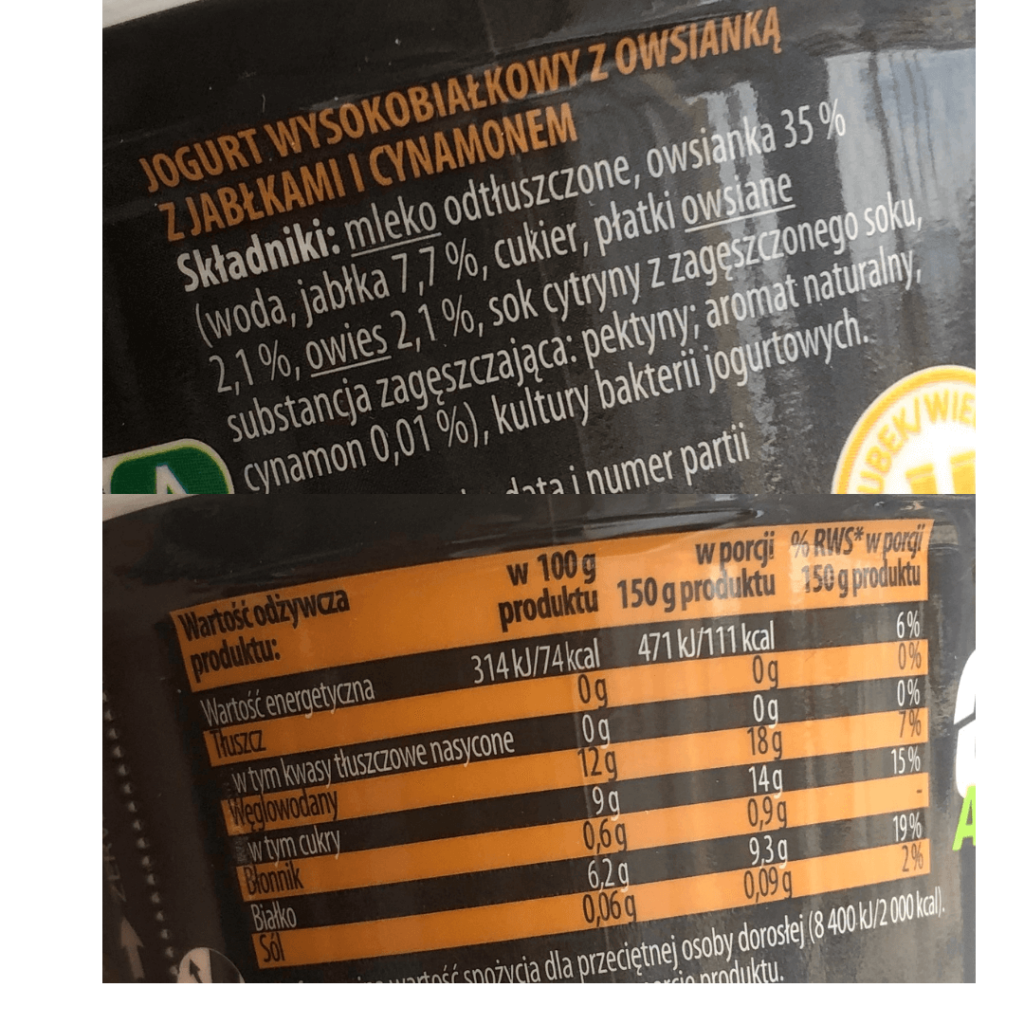 JOGURT WYSOKOBIAŁKOWY Z OWSIANKĄ
Z JABŁKAMI I CYNAMONEM
Składniki: mleko odtłuszczone, owsianka 35 %
(woda, jabłka 7,7 %, cukier, płatki owsiane
2,1 %, owies 2,1 %, sok cytryny z zagęszczonego soku,
substancja zagęszczająca: pektyny; aromat naturalny,
cynamon 0,01 %), kultury bakterii jogurtowych.
data i numer partii
Wartość odżywcza produktu: w 100 g produktu w porcji 150 g produktu % RWS* w porcji 150 g produktu
Wartość energetyczna 314 kJ/74 kcal 471 kJ/111 kcal 6%
Tłuszcz 0 g 0 g 0%
w tym kwasy tłuszczowe nasycone 0 g 0 g 0%
Węglowodany 12 g 18 g 7%
w tym cukry 9 g 14 g 15%
Błonnik 0,6 g 0,9 g -
Białko 6,2 g 9,3 g 19%
Sól 0,06 g 0,09 g 2%
wartość spożycia dla przeciętnej osoby dorosłej (8 400 kJ/2 000 kcal).
produktu.